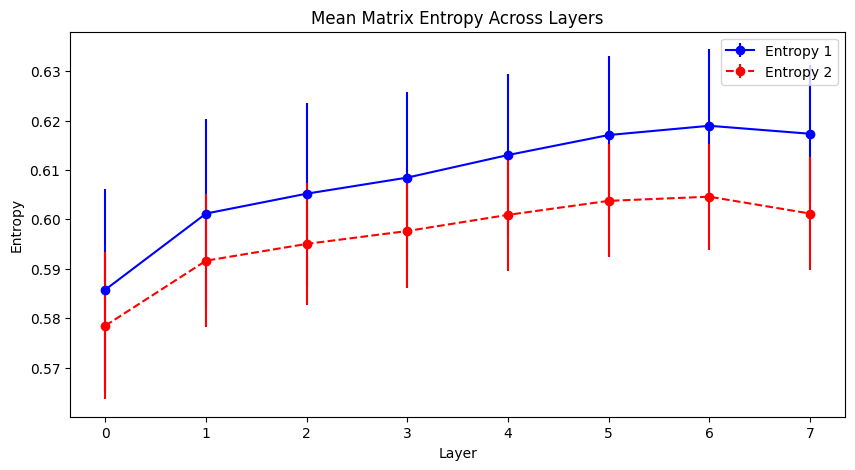 Mean Matrix Entropy Across Layers
Entropy 1
Entropy 2
0.63
0.62
0.61
0.60
0.59
0.58
0.57
Entropy
0 1 2 3 4 5 6 7
Layer